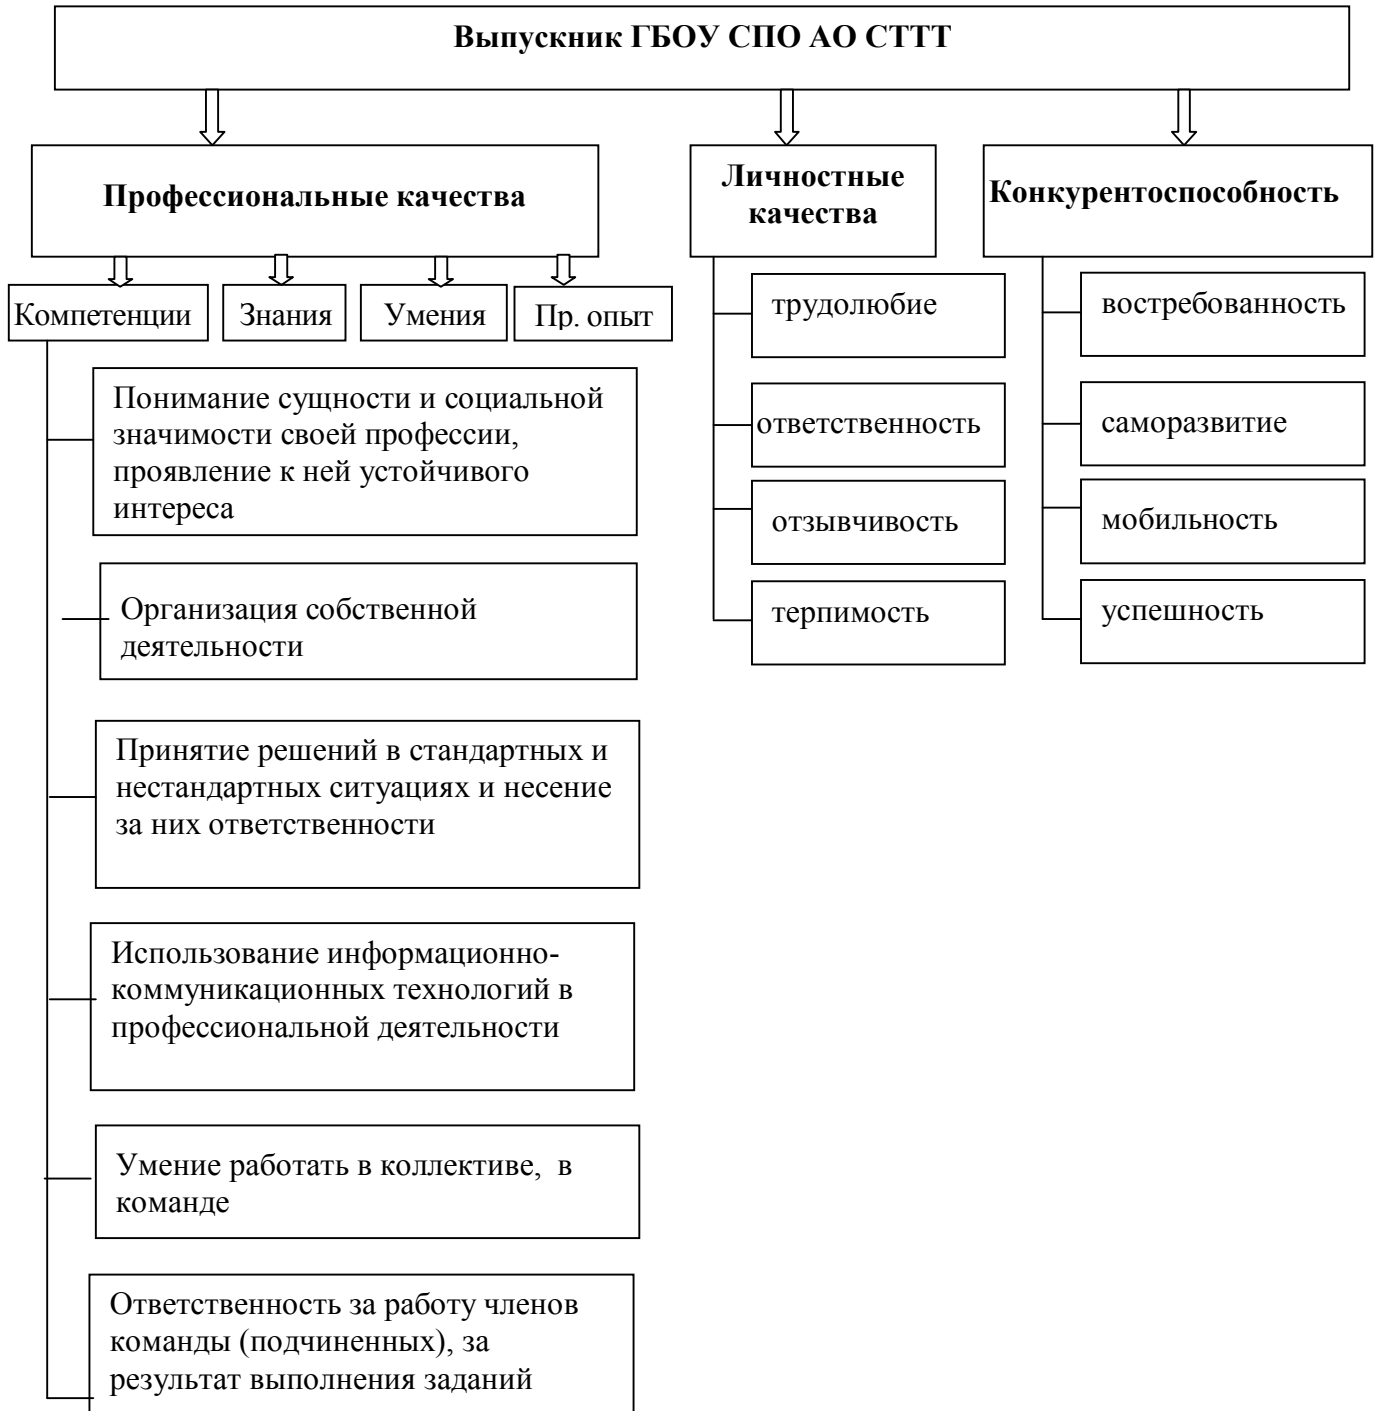 Выпускник ГБОУ СПО АО СТТТ
Профессиональные качества
Личностные
качества
Конкурентоспособность
Компетенции
Знания
Умения
Пр. опыт
Понимание сущности и социальной
значимости своей профессии,
проявление к ней устойчивого
интереса
Организация собственной
деятельности
Принятие решений в стандартных и
нестандартных ситуациях и несение
за них ответственности
Использование информационно-
коммуникационных технологий в
профессиональной деятельности
Умение работать в коллективе, в
команде
Ответственность за работу членов
команды (подчиненных), за
результат выполнения заданий
трудолюбие
ответственность
отзывчивость
терпимость
востребованность
саморазвитие
мобильность
успешность